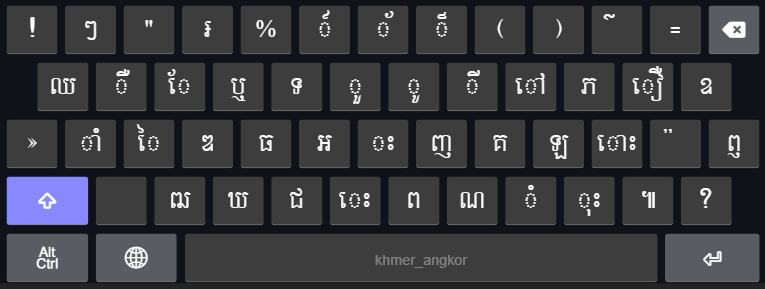 ! ៗ " ៛ % ៍ ័ ៏ ( ) ៎ =
ឈ ឺ ែ ឬ ទ ួ ូ ី ៅ ភ ឿ ឧ
» ាំ ៃ ឌ ធ អ ះ ញ គ ឡ ោះ ៉ ឮ
ឍ ឃ ជ េះ ព ណ ំ ុះ ៕ ?
Alt
Ctrl khmer_angkor